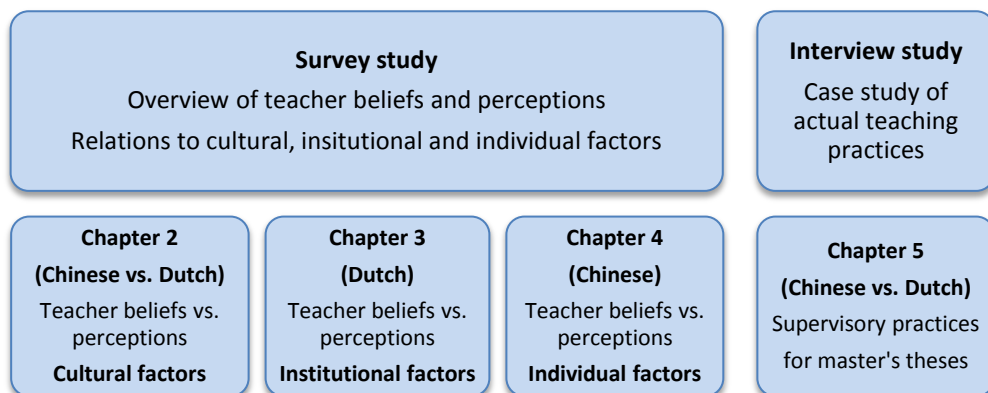 Survey study
Overview of teacher beliefs and perceptions
Relations to cultural, insitutional and individual factors
Interview study
Case study of
actual teaching
practices
Chapter 2
(Chinese vs. Dutch)
Teacher beliefs vs.
perceptions
Cultural factors
Chapter 3
(Dutch)
Teacher beliefs vs.
perceptions
Institutional factors
Chapter 4
(Chinese)
Teacher beliefs vs.
perceptions
Individual factors
Chapter 5
(Chinese vs. Dutch)
Supervisory practices
for master's theses